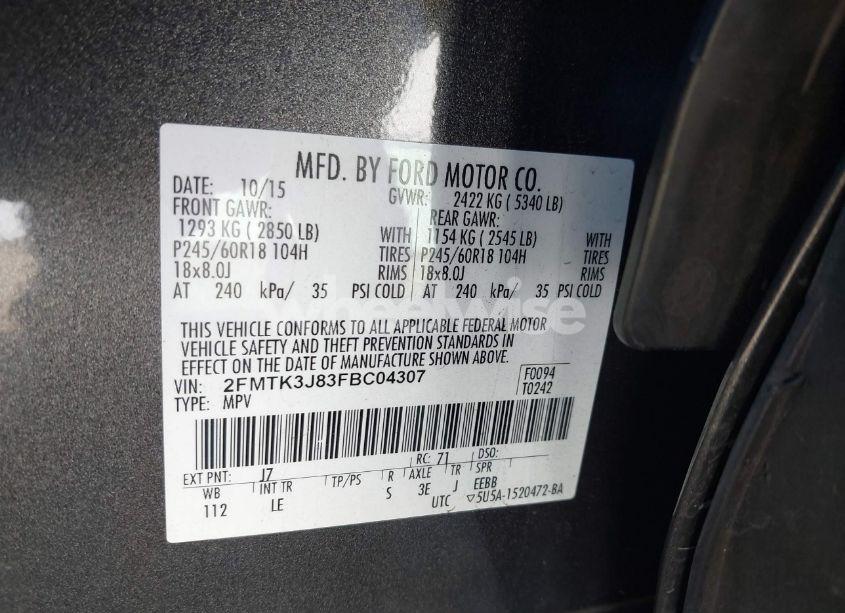 MFD. BY FORD MOTOR CO.
DATE: 10/15 GVWR: 2422 KG ( 5340 LB)
FRONT GAWR: REAR GAWR:
1293 KG ( 2850 LB) WITH 1154 KG ( 2545 LB) WITH
P245/60R18 104H TIRES P245/60R18 104H TIRES
18x8.0J RIMS 18x8.0J RIMS
AT 240 kPa/ 35 PSI COLD AT 240 kPa/ 35 PSI COLD
THIS VEHICLE CONFORMS TO ALL APPLICABLE FEDERAL MOTOR
VEHICLE SAFETY AND THEFT PREVENTION STANDARDS IN
EFFECT ON THE DATE OF MANUFACTURE SHOWN ABOVE.
VIN: 2FMTK3J83FBC04307 F0094
TYPE: MPV T0242
EXT PNT: J7 RC: 71 DSO:
WB INT TR TP/PS R AXLE TR SPR
112 LE S 3E J EEBB
UTC ▽5U5A-1520472-BA
wheelwise